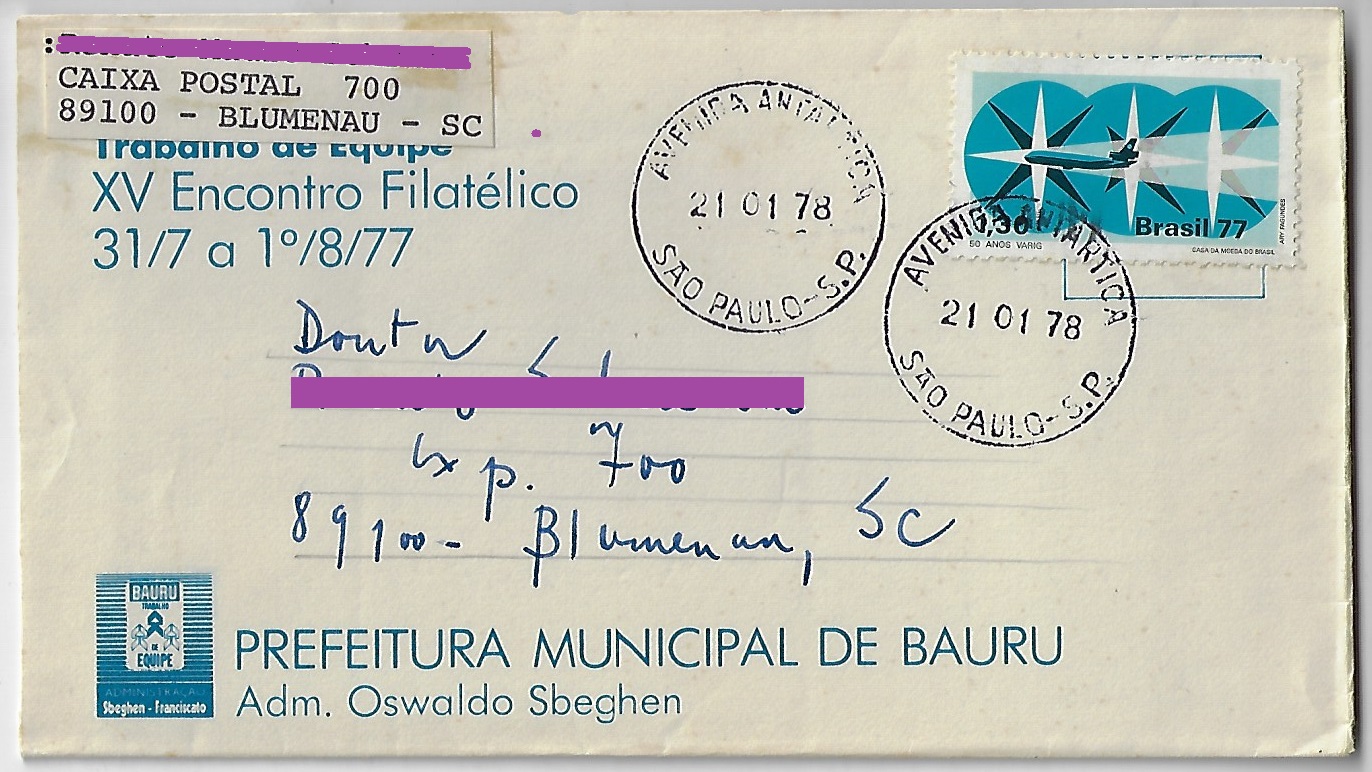 CAIXA POSTAL 700
89100 - BLUMENAU - SC
Trabalho de Equipe
XV Encontro Filatélico
31/7 a 1º/8/77
AVENIDA ANTARTICA
21 01 78
SÃO PAULO-S.P.
1,30
50 ANOS VARIG
Brasil 77
CASA DA MOEDA DO BRASIL
ARY FAGUNDES
AVENIDA ANTARTICA
21 01 78
SÃO PAULO-S.P.
Doutor
Cx p. 700
89100- Blumenau, SC
BAURU
TRABALHO
DE
EQUIPE
ADMINISTRAÇÃO
Sbeghen - Franciscato
PREFEITURA MUNICIPAL DE BAURU
Adm. Oswaldo Sbeghen